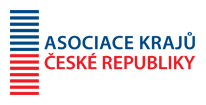 ASOCIACE KRAJŮ
ČESKÉ REPUBLIKY